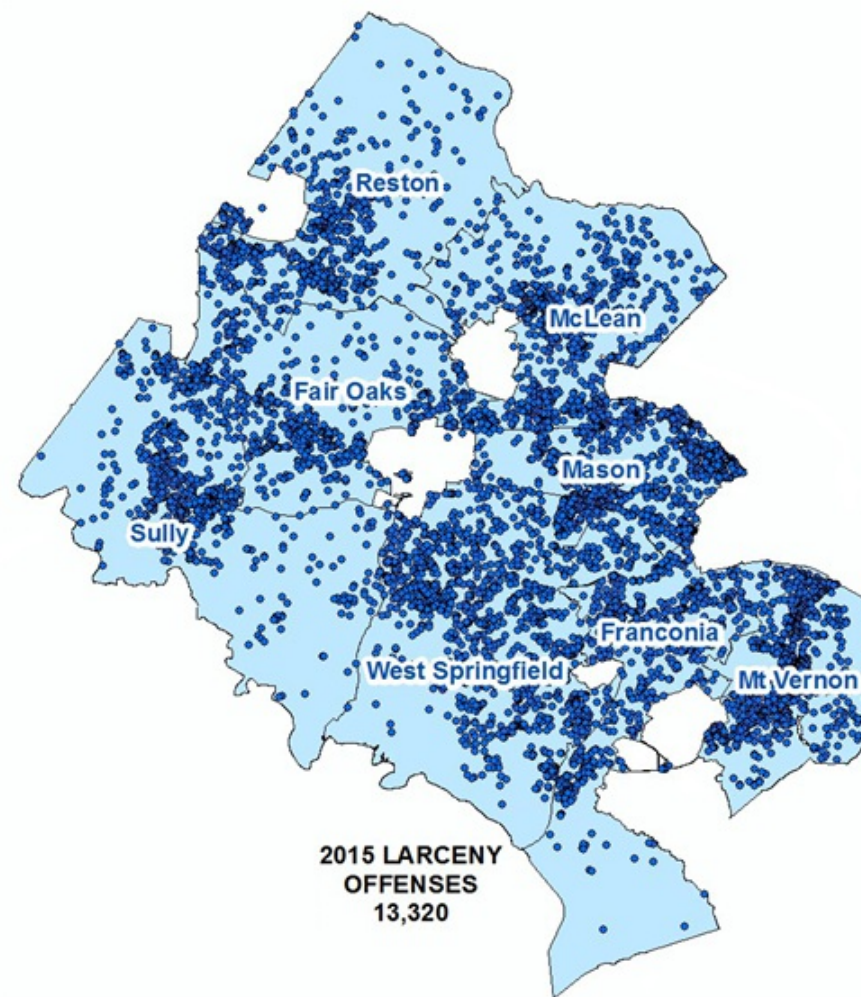 Reston
McLean
Fair Oaks
Mason
Sully
Franconia
West Springfield
Mt Vernon
2015 LARCENY
OFFENSES
13,320